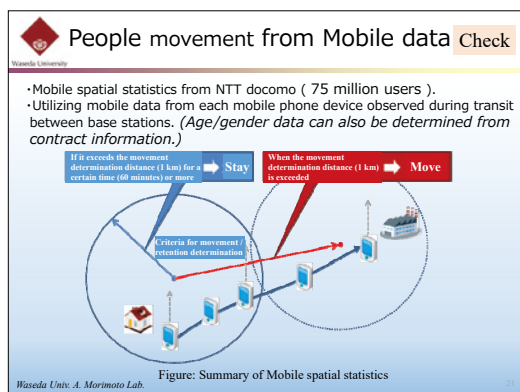 People movement from Mobile data
Check
Waseda University
・Mobile spatial statistics from NTT docomo ( 75 million users ).
・Utilizing mobile data from each mobile phone device observed during transit
between base stations. (Age/gender data can also be determined from
contract information.)
If it exceeds the movement
determination distance (1 km) for a
certain time (60 minutes) or more
Stay
When the movement
determination distance (1 km)
is exceeded
Move
Criteria for movement /
retention determination
Figure: Summary of Mobile spatial statistics
Waseda Univ. A. Morimoto Lab.
21